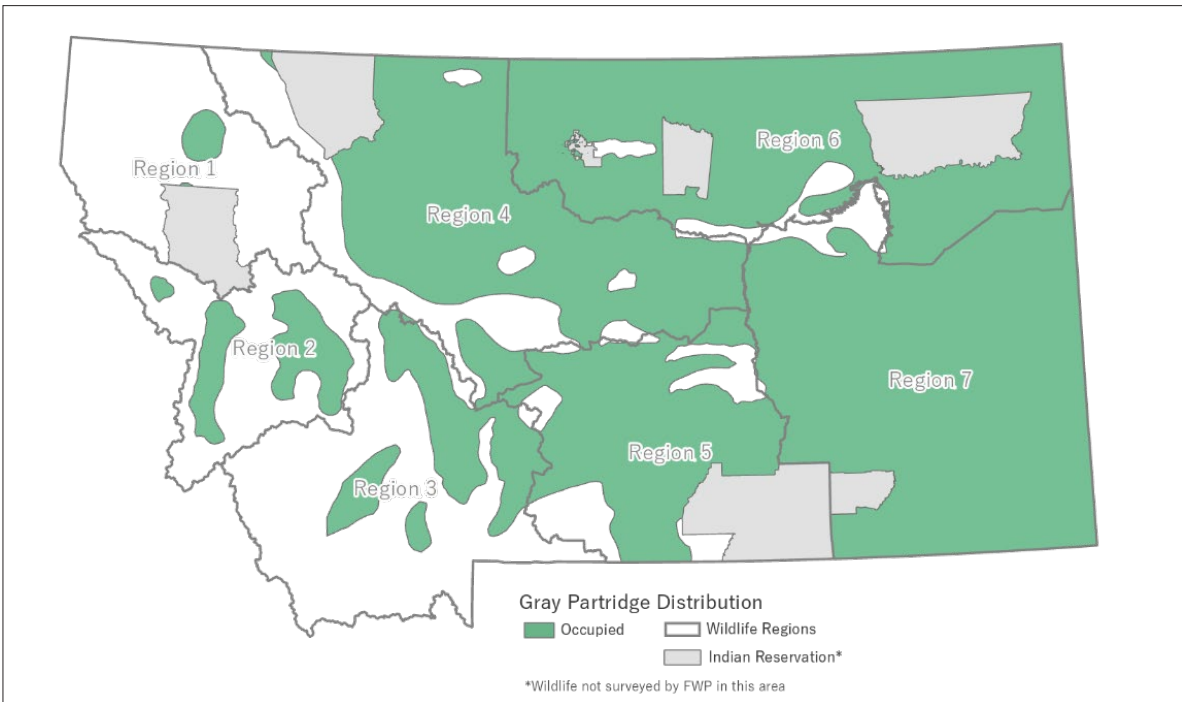 Region 1
Region 6
Region 4
Region 2
Region 7
Region 5
Region 3
Gray Partridge Distribution
Occupied
Wildlife Regions
Indian Reservation*
*Wildlife not surveyed by FWP in this area